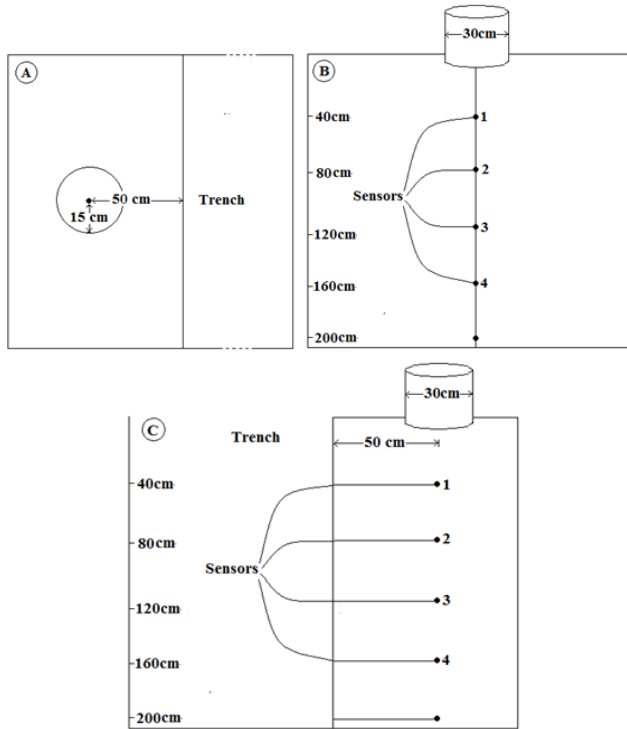 A
50 cm
Trench
15 cm
B
30cm
40cm
1
80cm
2
Sensors
120cm
3
160cm
4
200cm
C
Trench
30cm
50 cm
40cm
1
80cm
2
Sensors
120cm
3
160cm
4
200cm